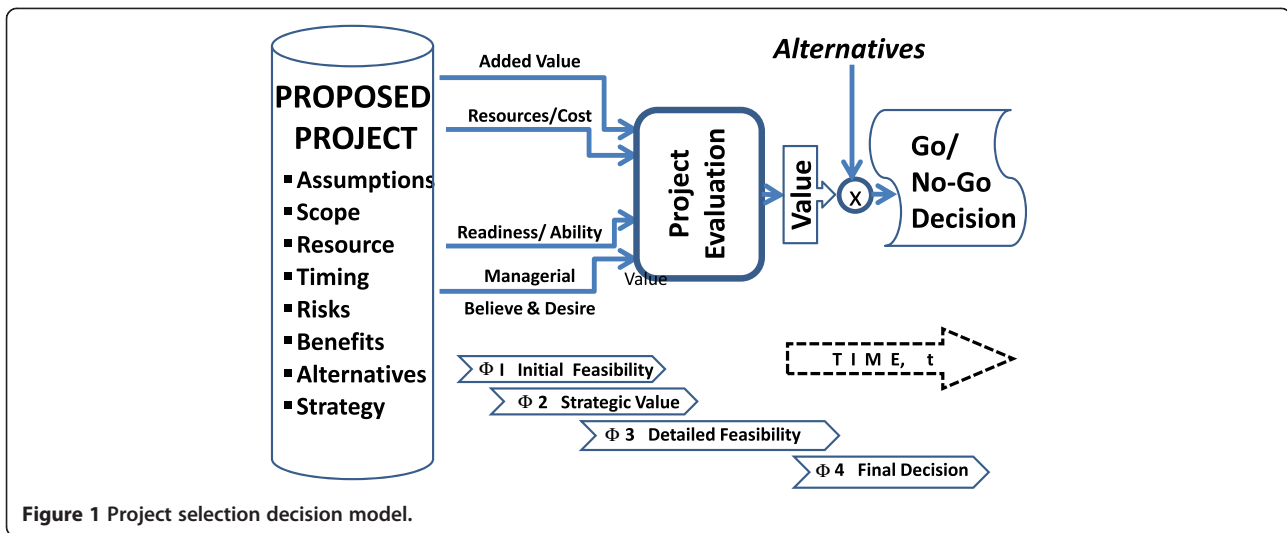 PROPOSED
PROJECT
▪ Assumptions
▪ Scope
▪ Resource
▪ Timing
▪ Risks
▪ Benefits
▪ Alternatives
▪ Strategy
Added Value
Resources/Cost
Readiness/ Ability
Managerial
Believe & Desire
Project
Evaluation
Value
Value
Alternatives
X
Go/
No-Go
Decision
TIME, t
Φ I Initial Feasibility
Φ 2 Strategic Value
Φ 3 Detailed Feasibility
Φ 4 Final Decision
Figure 1 Project selection decision model.